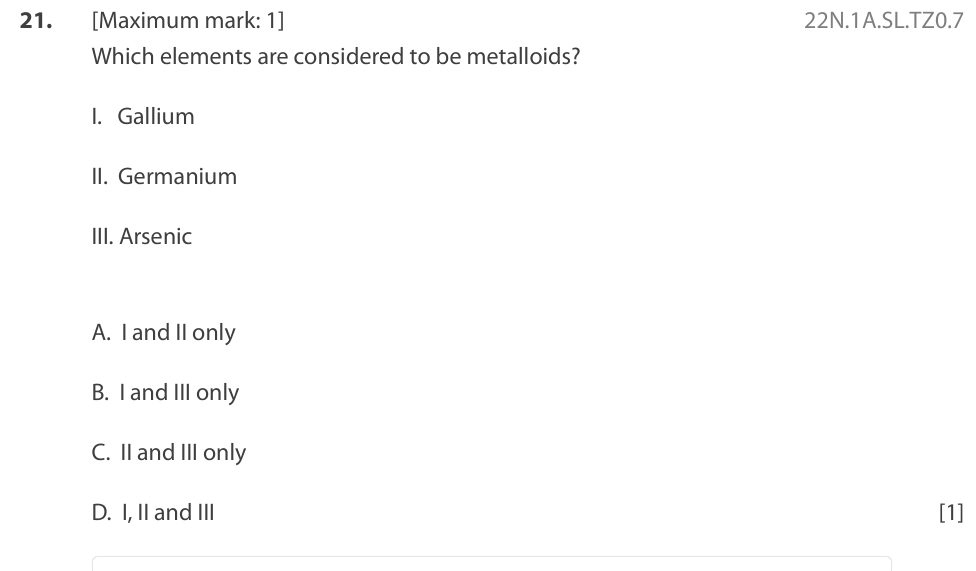 21. [Maximum mark: 1] 22N.1A.SL.TZ0.7
Which elements are considered to be metalloids?
I. Gallium
II. Germanium
III. Arsenic
A. I and II only
B. I and III only
C. II and III only
D. I, II and III [1]